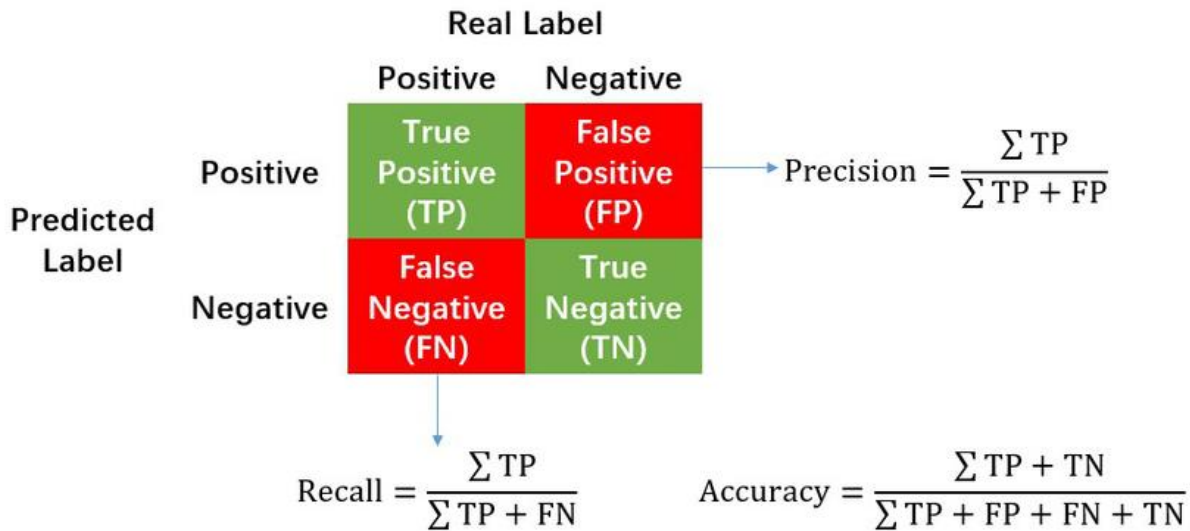 Real Label
Positive Negative
True
Positive
(TP)
False
Positive
(FP)
Positive
Precision = ∑ TP / ∑ TP + FP
Predicted
Label
Negative
False
Negative
(FN)
True
Negative
(TN)
Recall = ∑ TP / ∑ TP + FN
Accuracy = ∑ TP + TN / ∑ TP + FP + FN + TN